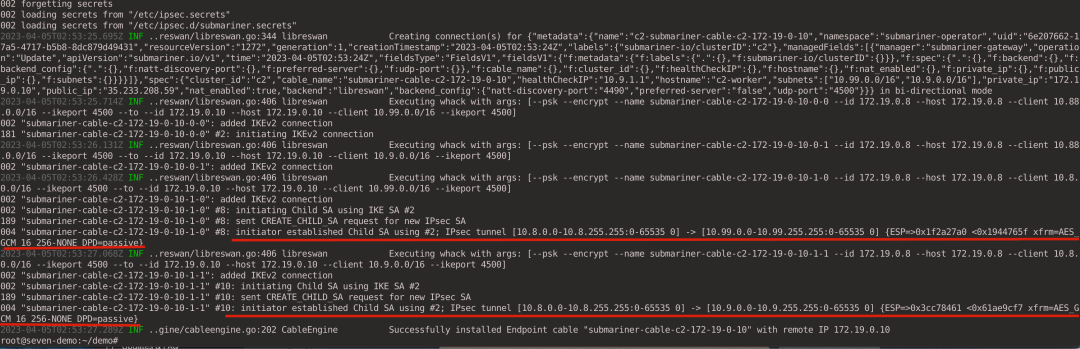 002 forgetting secrets
002 loading secrets from "/etc/ipsec.secrets"
002 loading secrets from "/etc/ipsec.d/submariner.secrets"
2023-04-05T02:53:25.695Z INF ..reswan/libreswan.go:344 libreswan Creating connection(s) for {"metadata":{"name":"c2-submariner-cable-c2-172-19-0-10","namespace":"submariner-operator","uid":"6e207662-1
7a5-4717-b5b8-8dc879d49431","resourceVersion":"1272","generation":1,"creationTimestamp":"2023-04-05T02:53:24Z","labels":{"submariner-io/clusterID":"c2"},"managedFields":[{"manager":"submariner-gateway","operatio
n":"Update","apiVersion":"submariner.io/v1","time":"2023-04-05T02:53:24Z","fieldsType":"FieldsV1","fieldsV1":{"f:metadata":{"f:labels":{".":{},"f:submariner-io/clusterID":{}}},"f:spec":{".":{},"f:backend":{},"f:
backend_config":{".":{},"f:natt-discovery-port":{},"f:preferred-server":{},"f:udp-port":{}},"f:cable_name":{},"f:cluster_id":{},"f:healthCheckIP":{},"f:hostname":{},"f:nat_enabled":{},"f:private_ip":{},"f:public
_ip":{},"f:subnets":{}}}}]},"spec":{"cluster_id":"c2","cable_name":"submariner-cable-c2-172-19-0-10","healthCheckIP":"10.9.1.1","hostname":"c2-worker","subnets":["10.99.0.0/16","10.9.0.0/16"],"private_ip":"172.1
9.0.10","public_ip":"35.233.208.59","nat_enabled":true,"backend":"libreswan","backend_config":{"natt-discovery-port":"4490","preferred-server":"false","udp-port":"4500"}}} in bi-directional mode
2023-04-05T02:53:25.714Z INF ..reswan/libreswan.go:406 libreswan Executing whack with args: [--psk --encrypt --name submariner-cable-c2-172-19-0-10-0-0 --id 172.19.0.8 --host 172.19.0.8 --client 10.88
.0.0/16 --ikeport 4500 --to --id 172.19.0.10 --host 172.19.0.10 --client 10.99.0.0/16 --ikeport 4500]
002 "submariner-cable-c2-172-19-0-10-0-0": added IKEv2 connection
181 "submariner-cable-c2-172-19-0-10-0-0" #2: initiating IKEv2 connection
2023-04-05T02:53:26.131Z INF ..reswan/libreswan.go:406 libreswan Executing whack with args: [--psk --encrypt --name submariner-cable-c2-172-19-0-10-0-1 --id 172.19.0.8 --host 172.19.0.8 --client 10.88
.0.0/16 --ikeport 4500 --to --id 172.19.0.10 --host 172.19.0.10 --client 10.9.0.0/16 --ikeport 4500]
002 "submariner-cable-c2-172-19-0-10-0-1": added IKEv2 connection
2023-04-05T02:53:26.428Z INF ..reswan/libreswan.go:406 libreswan Executing whack with args: [--psk --encrypt --name submariner-cable-c2-172-19-0-10-1-0 --id 172.19.0.8 --host 172.19.0.8 --client 10.8.
0.0/16 --ikeport 4500 --to --id 172.19.0.10 --host 172.19.0.10 --client 10.99.0.0/16 --ikeport 4500]
002 "submariner-cable-c2-172-19-0-10-1-0": added IKEv2 connection
002 "submariner-cable-c2-172-19-0-10-1-0" #8: initiating Child SA using IKE SA #2
189 "submariner-cable-c2-172-19-0-10-1-0" #8: sent CREATE_CHILD_SA request for new IPsec SA
004 "submariner-cable-c2-172-19-0-10-1-0" #8: initiator established Child SA using #2; IPsec tunnel [10.8.0.0-10.8.255.255:0-65535 0] -> [10.99.0.0-10.99.255.255:0-65535 0] {ESP=>0x1f2a27a0 <0x1944765f xfrm=AES_
GCM_16_256-NONE DPD=passive}
2023-04-05T02:53:27.068Z INF ..reswan/libreswan.go:406 libreswan Executing whack with args: [--psk --encrypt --name submariner-cable-c2-172-19-0-10-1-1 --id 172.19.0.8 --host 172.19.0.8 --client 10.8.
0.0/16 --ikeport 4500 --to --id 172.19.0.10 --host 172.19.0.10 --client 10.9.0.0/16 --ikeport 4500]
002 "submariner-cable-c2-172-19-0-10-1-1": added IKEv2 connection
002 "submariner-cable-c2-172-19-0-10-1-1" #10: initiating Child SA using IKE SA #2
189 "submariner-cable-c2-172-19-0-10-1-1" #10: sent CREATE_CHILD_SA request for new IPsec SA
004 "submariner-cable-c2-172-19-0-10-1-1" #10: initiator established Child SA using #2; IPsec tunnel [10.8.0.0-10.8.255.255:0-65535 0] -> [10.9.0.0-10.9.255.255:0-65535 0] {ESP=>0x3cc78461 <0x61ae9cf7 xfrm=AES_G
CM_16_256-NONE DPD=passive}
2023-04-05T02:53:27.289Z INF ..gine/cableengine.go:202 CableEngine Successfully installed Endpoint cable "submariner-cable-c2-172-19-0-10" with remote IP 172.19.0.10
root@seven-demo:~/demo#